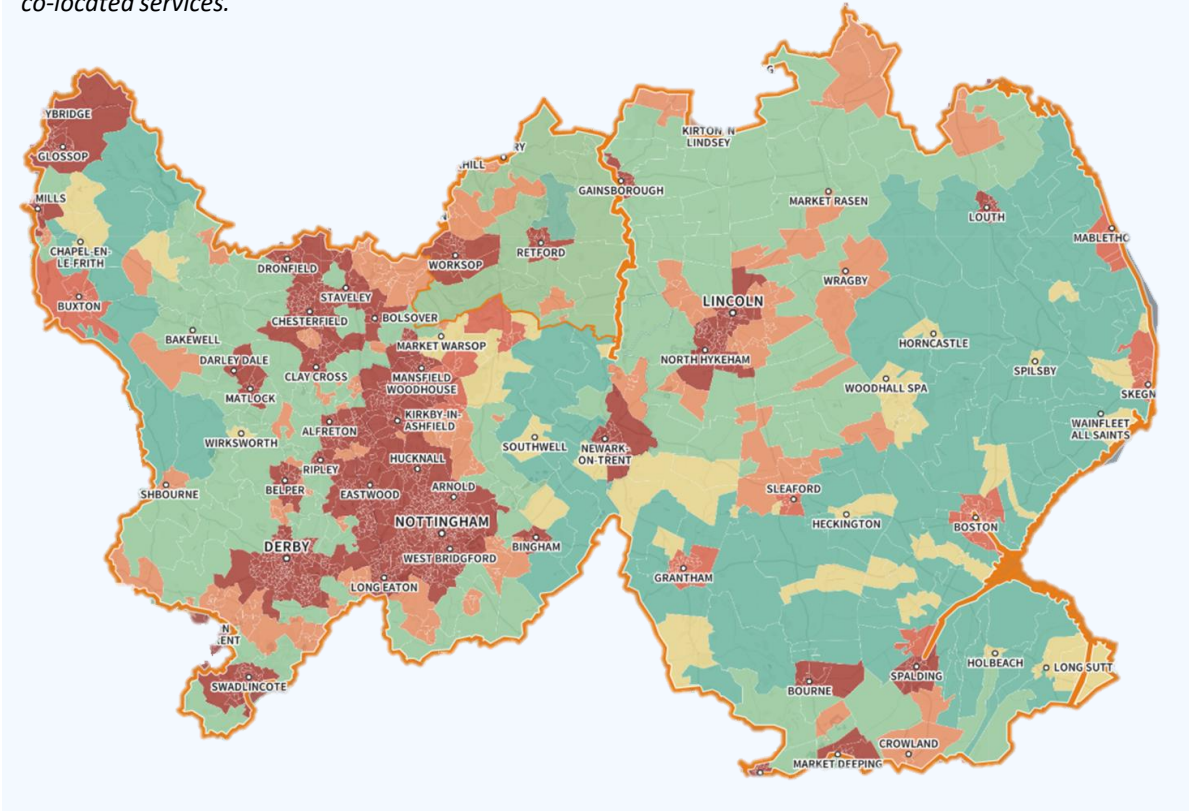 co-located services.
YBRIDGE
GLOSSOP
MILLS
CHAPEL-EN-
LE-FRITH
BUXTON
BAKEWELL
DARLEY DALE
MATLOCK
WIRKSWORTH
SHBOURNE
DRONFIELD
STAVELEY
CHESTERFIELD
BOLSOVER
CLAY CROSS
ALFRETON
RIPLEY
BELPER
DERBY
N
ENT
SWADLINCOTE
HILL
RY
WORKSOP
RETFORD
MARKET WARSOP
MANSFIELD
WOODHOUSE
KIRKBY-IN-
ASHFIELD
HUCKNALL
EASTWOOD
ARNOLD
NOTTINGHAM
WEST BRIDGFORD
LONG EATON
BINGHAM
SOUTHWELL
NEWARK-
ON-TRENT
GAINSBOROUGH
KIRTON N
LINDSEY
G
MARKET RASEN
LOUTH
MABLETHO
WRAGBY
LINCOLN
NORTH HYKEHAM
HORNCASTLE
WOODHALL SPA
SPILSBY
SKEGN
WAINFLEET
ALL SAINTS
SLEAFORD
HECKINGTON
BOSTON
GRANTHAM
BOURNE
SPALDING
HOLBEACH
LONG SUTT
CROWLAND
MARKET DEEPING